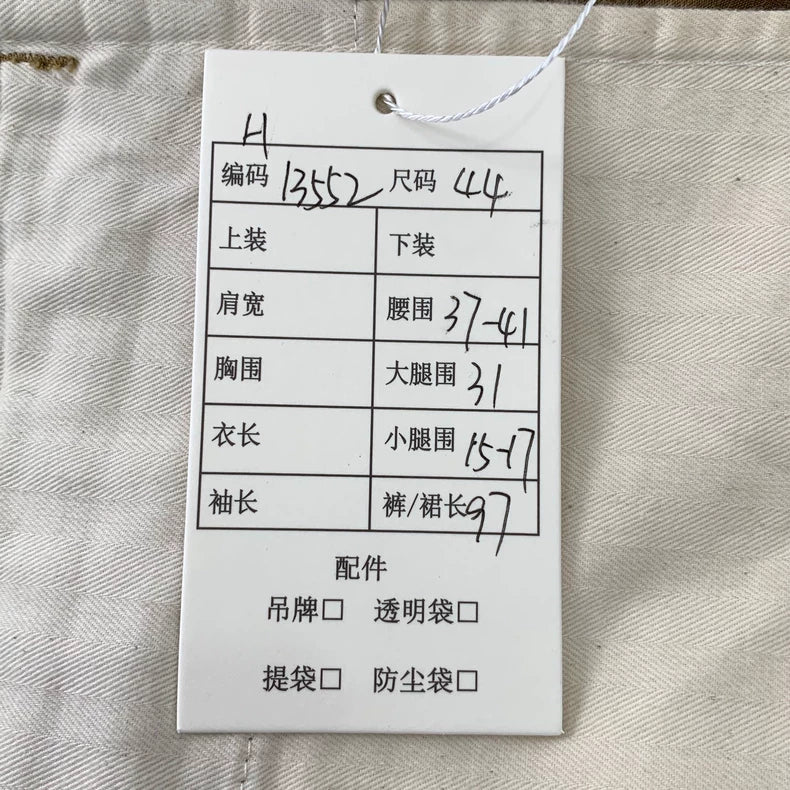 H
编码 13552 尺码 44
上装 下装
肩宽 腰围 37-41
胸围 大腿围 31
衣长 小腿围 15-17
袖长 裤/裙长 97
配件
吊牌□ 透明袋□
提袋□ 防尘袋□